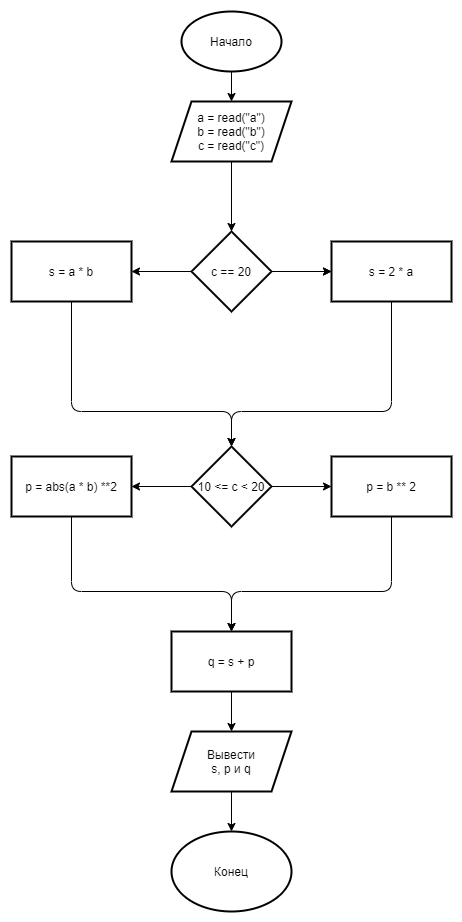 Начало
a = read("a")
b = read("b")
c = read("c")
s = a * b
c == 20
s = 2 * a
p = abs(a * b) **2
10 <= c < 20
p = b ** 2
q = s + p
Вывести
s, p и q
Конец